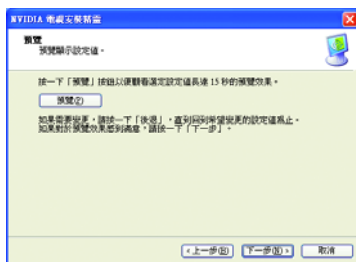 NVIDIA 電視安裝精靈
預覽
預覽顯示設定值。
按一下「預覽」按鈕以便觀看選定設定值長達 15 秒的預覽效果。
預覽(Z)
如果需要變更，請按一下「後退」，直到回到希望變更的設定值為止。
如果對於預覽效果感到滿意，請按一下「下一步」。
<上一步(B)
下一步(N)>
取消